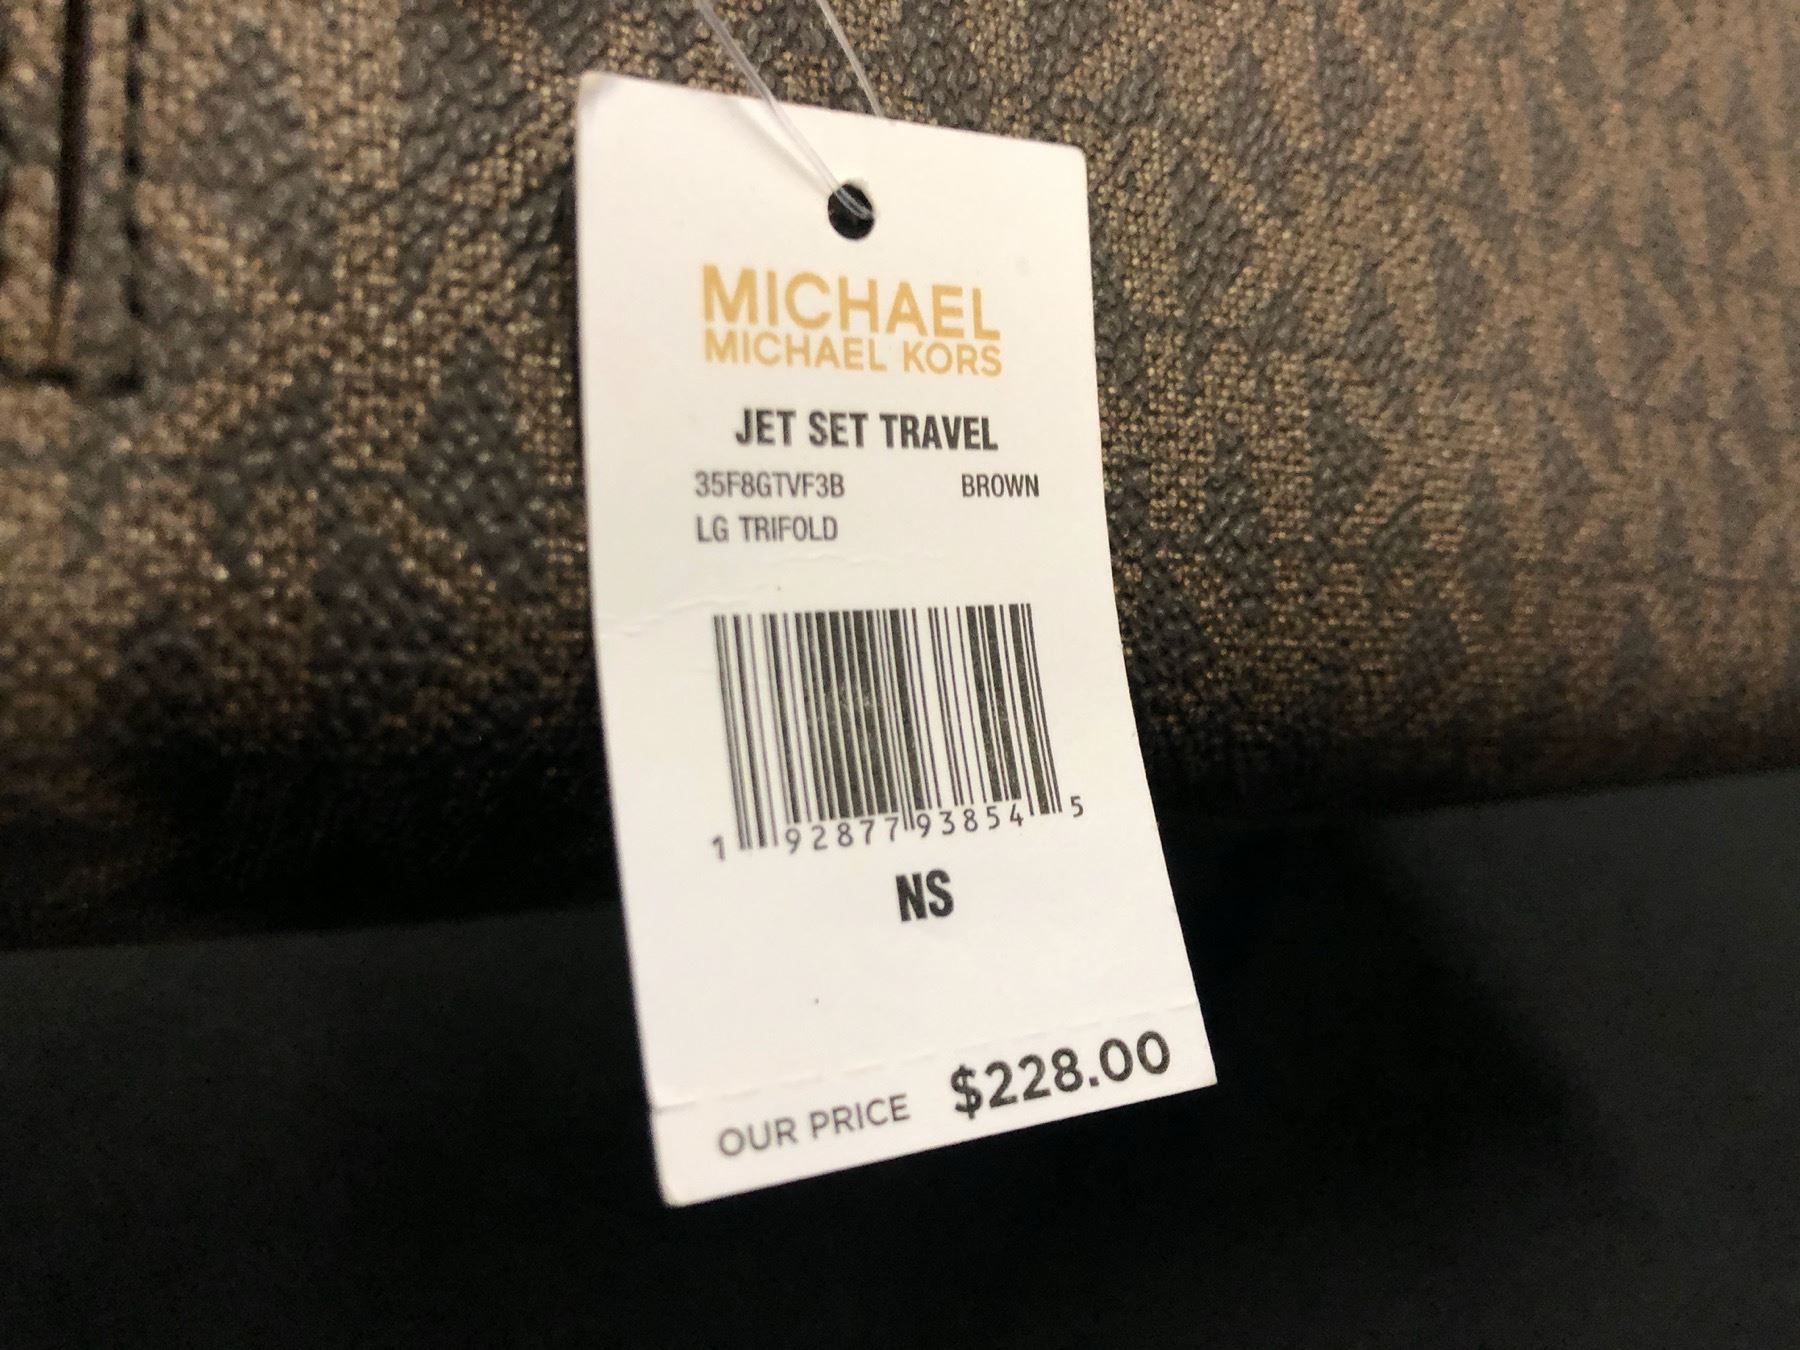 MICHAEL
MICHAEL KORS
JET SET TRAVEL
35F8GTVF3B BROWN
LG TRIFOLD
1 92877 93854 5
NS
OUR PRICE $228.00